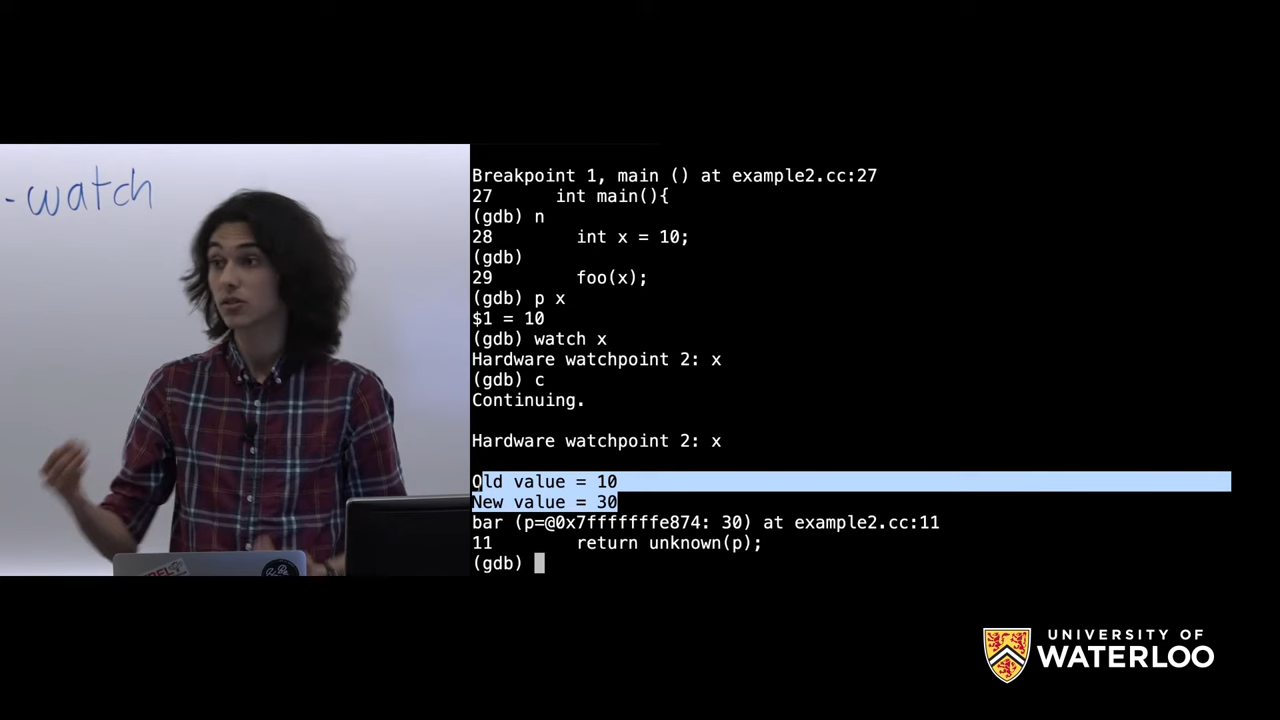 -watch
Breakpoint 1, main () at example2.cc:27
27      int main(){
(gdb) n
28        int x = 10;
(gdb)
29        foo(x);
(gdb) p x
$1 = 10
(gdb) watch x
Hardware watchpoint 2: x
(gdb) c
Continuing.
Hardware watchpoint 2: x
Old value = 10
New value = 30
bar (p=@0x7fffffffe874: 30) at example2.cc:11
11        return unknown(p);
(gdb)
UNIVERSITY OF
WATERLOO